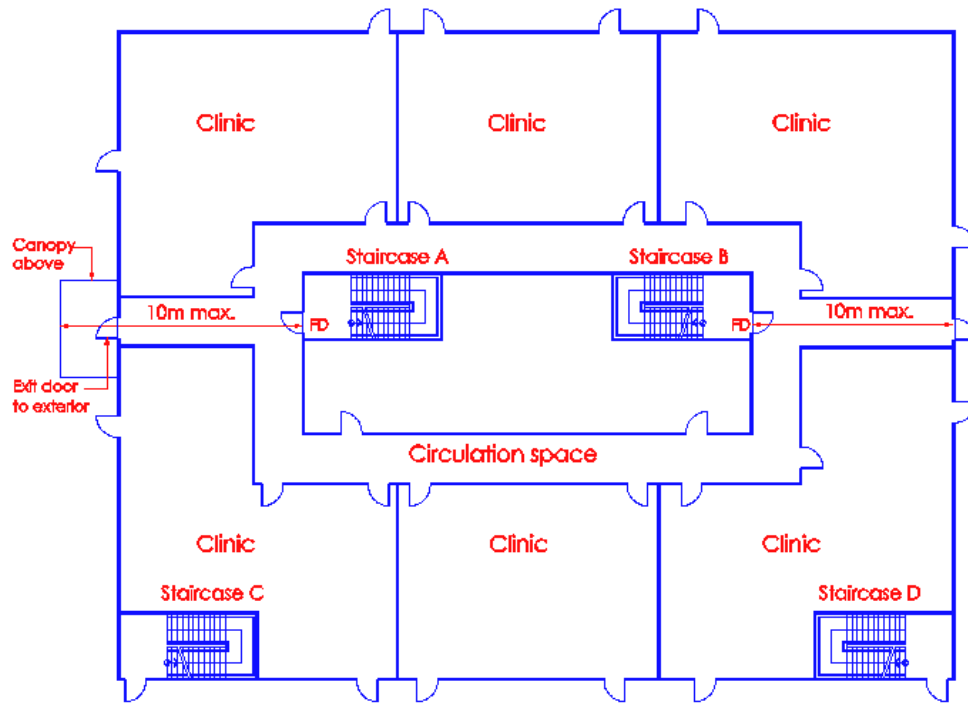 Clinic
Clinic
Clinic
Canopy
above
Staircase A
Staircase B
10m max.
FD
FD
10m max.
Exit door
to exterior
Circulation space
Clinic
Clinic
Clinic
Staircase C
Staircase D